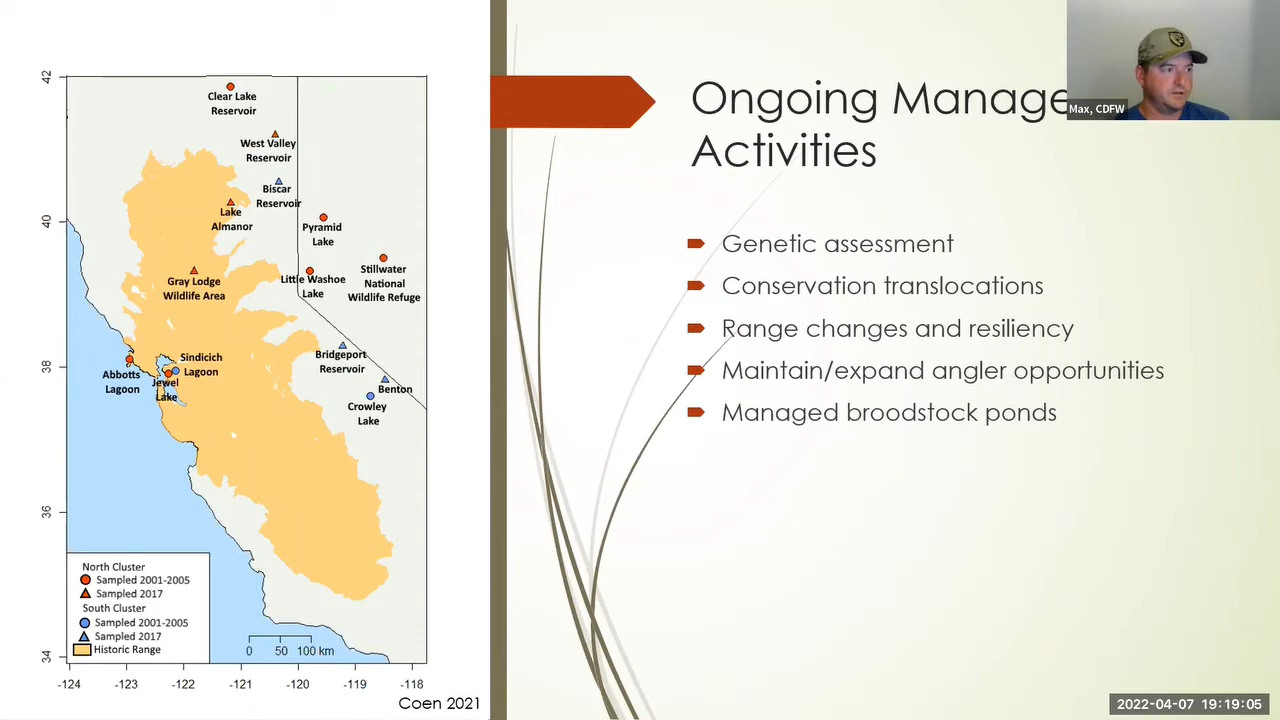 42
40
38
36
34
Clear Lake
Reservoir
West Valley
Reservoir
Biscar
Reservoir
Lake
Almanor
Pyramid
Lake
Stillwater
National
Wildlife Refuge
Little Washoe
Lake
Gray Lodge
Wildlife Area
Sindicich
Lagoon
Bridgeport
Reservoir
Abbotts
Lagoon
Jewel
Lake
Benton
Crowley
Lake
North Cluster
Sampled 2001-2005
Sampled 2017
South Cluster
Sampled 2001-2005
Sampled 2017
Historic Range
0 50 100 km
-124 -123 -122 -121 -120 -119 -118
Coen 2021
Ongoing Manage
Activities
Genetic assessment
Conservation translocations
Range changes and resiliency
Maintain/expand angler opportunities
Managed broodstock ponds
Max, CDFW
2022-04-07 19:19:05